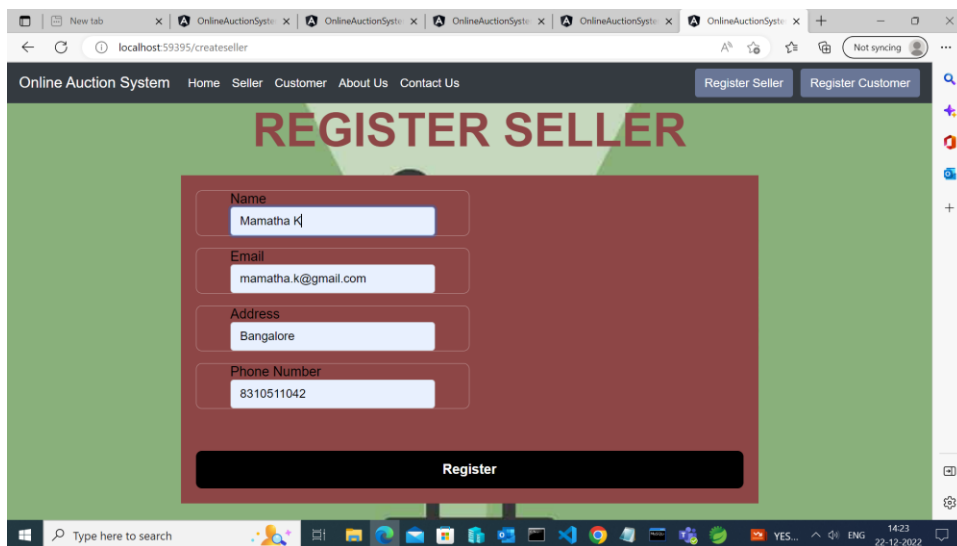 New tab
OnlineAuctionSyste
OnlineAuctionSyste
OnlineAuctionSyste
OnlineAuctionSyste
OnlineAuctionSyste
localhost:59395/createseller
Not syncing
Online Auction System Home Seller Customer About Us Contact Us Register Seller Register Customer
REGISTER SELLER
Name
Mamatha K
Email
mamatha.k@gmail.com
Address
Bangalore
Phone Number
8310511042
Register
Type here to search
YES...
ENG
14:23
22-12-2022